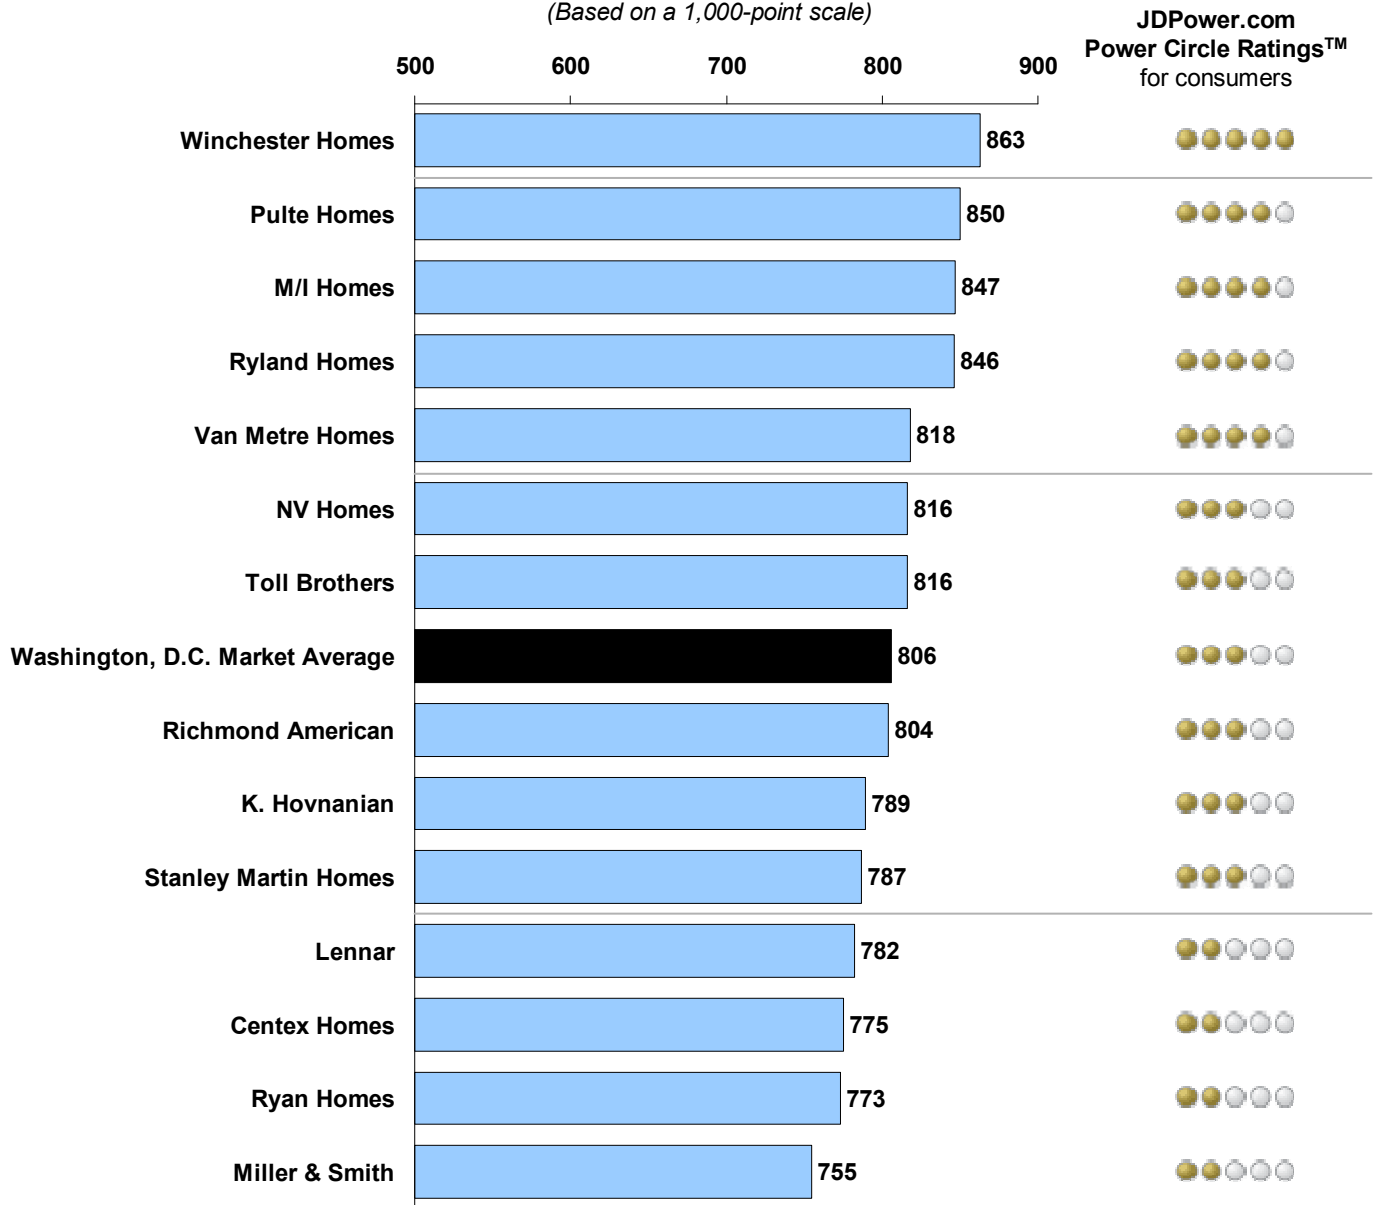 (Based on a 1,000-point scale)
JDPower.com
Power Circle Ratings™
for consumers
500 600 700 800 900
Winchester Homes 863
Pulte Homes 850
M/I Homes 847
Ryland Homes 846
Van Metre Homes 818
NV Homes 816
Toll Brothers 816
Washington, D.C. Market Average 806
Richmond American 804
K. Hovnanian 789
Stanley Martin Homes 787
Lennar 782
Centex Homes 775
Ryan Homes 773
Miller & Smith 755